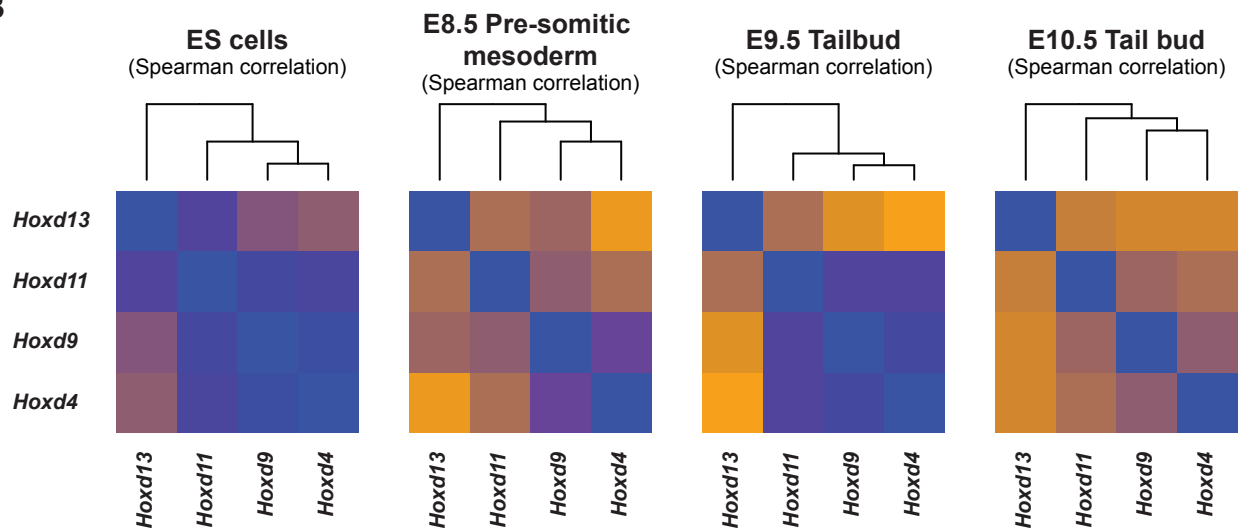 ES cells
(Spearman correlation)
E8.5 Pre-somitic
mesoderm
(Spearman correlation)
E9.5 Tailbud
(Spearman correlation)
E10.5 Tail bud
(Spearman correlation)
Hoxd13
Hoxd11
Hoxd9
Hoxd4
Hoxd13
Hoxd11
Hoxd9
Hoxd4
Hoxd13
Hoxd11
Hoxd9
Hoxd4
Hoxd13
Hoxd11
Hoxd9
Hoxd4
Hoxd13
Hoxd11
Hoxd9
Hoxd4